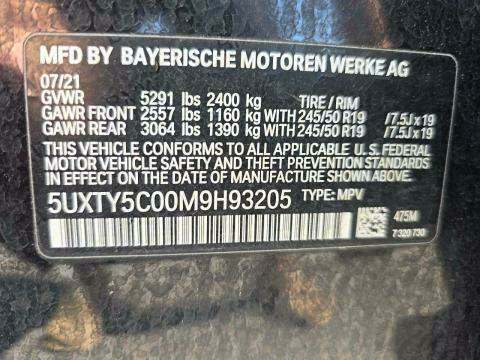 MFD BY BAYERISCHE MOTOREN WERKE AG
07/21
GVWR 5291 lbs 2400 kg TIRE / RIM
GAWR FRONT 2557 lbs 1160 kg WITH 245/50 R19 /7.5J x 19
GAWR REAR 3064 lbs 1390 kg WITH 245/50 R19 /7.5J x 19
THIS VEHICLE CONFORMS TO ALL APPLICABLE U. S. FEDERAL
MOTOR VEHICLE SAFETY AND THEFT PREVENTION STANDARDS
IN EFFECT ON THE DATE OF MANUFACTURE SHOWN ABOVE.
5UXTY5C00M9H93205 TYPE: MPV
475M
7 320 730